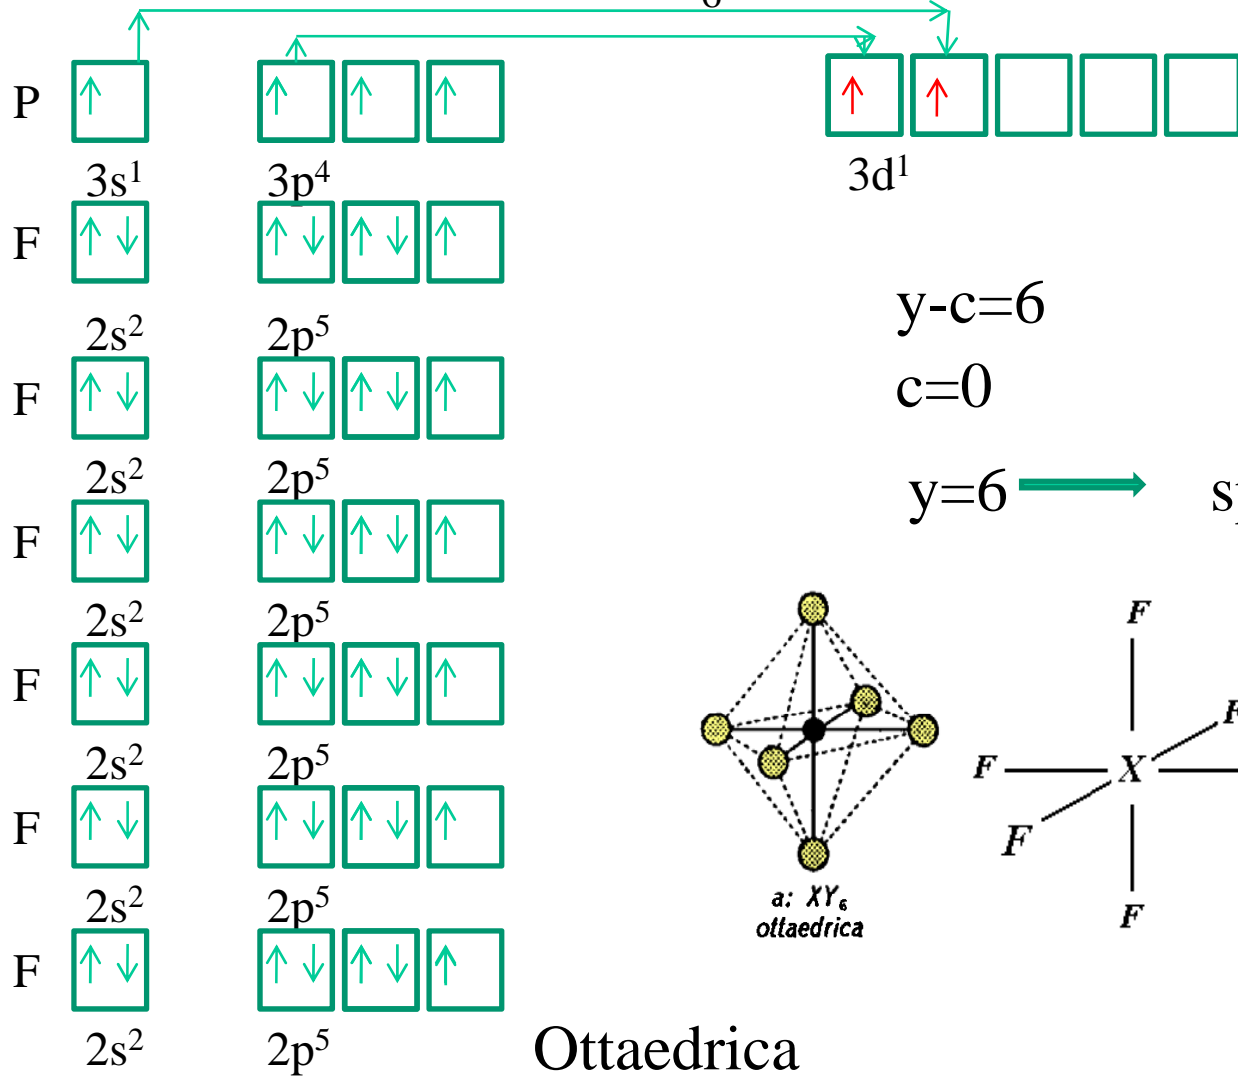 6
P
3s¹ 3p⁴ 3d¹
F
2s² 2p⁵
F
2s² 2p⁵
F
2s² 2p⁵
F
2s² 2p⁵
F
2s² 2p⁵
F
2s² 2p⁵
y-c=6
c=0
y=6
F
F
F X
F
F
a: XY₆
ottaedrica
Ottaedrica